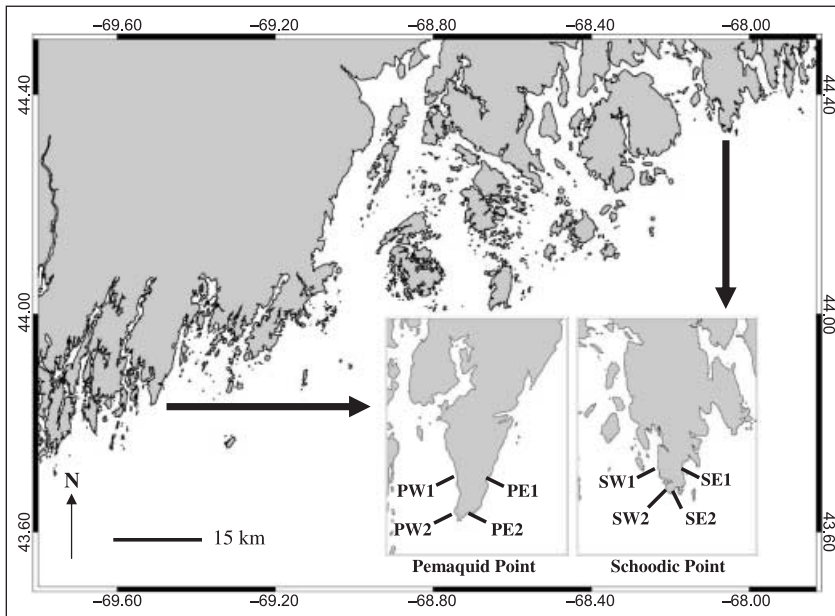 −69.60 −69.20 −68.80 −68.40 −68.00
44.40 44.40
44.00 44.00
PW1 PE1 SW1 SE1
PW2 PE2 SW2 SE2
N
15 km
43.60 43.60
Pemaquid Point Schoodic Point
−69.60 −69.20 −68.80 −68.40 −68.00